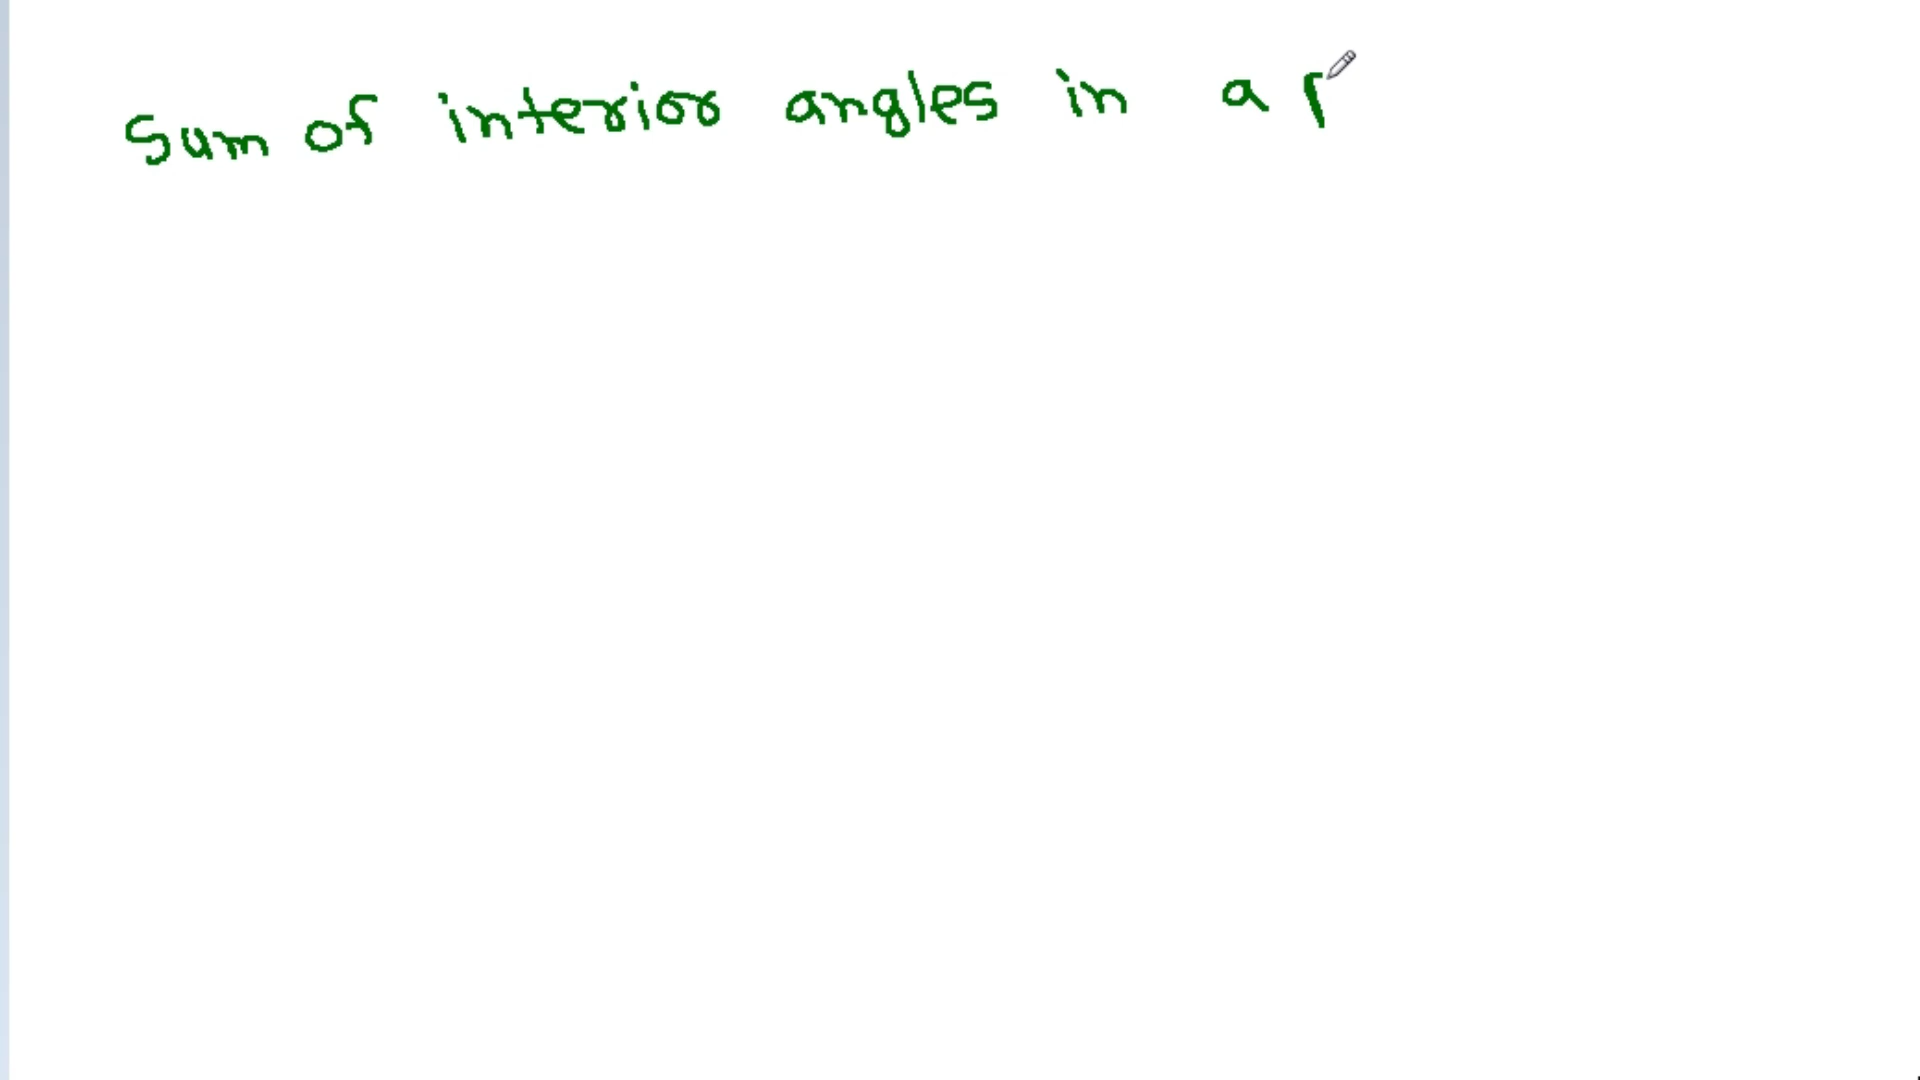 Sum of interior angles in a